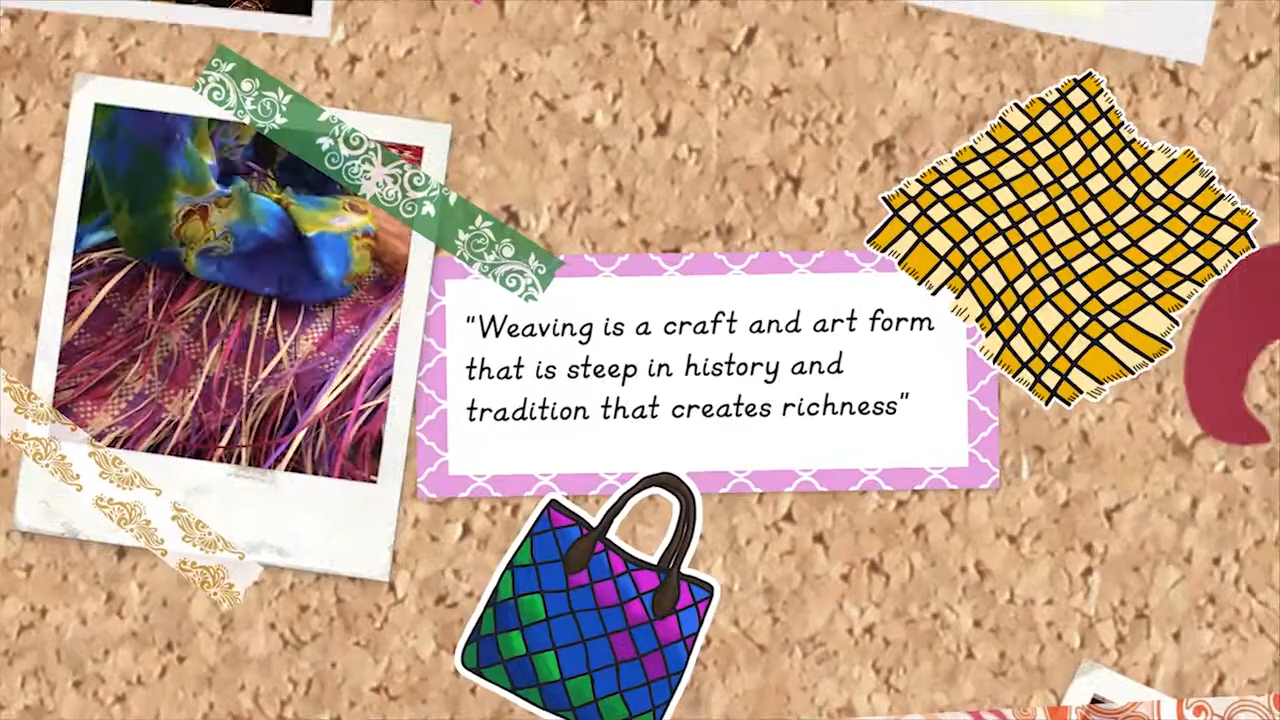 "Weaving is a craft and art form
that is steep in history and
tradition that creates richness"